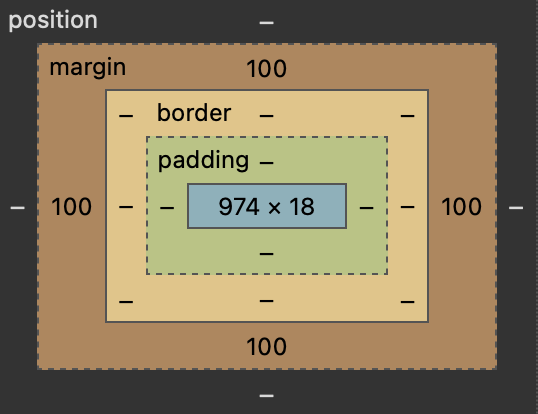 position –
margin 100
– border – –
padding –
– 100 – – 974 × 18 – – 100 –
–
– – –
100
–